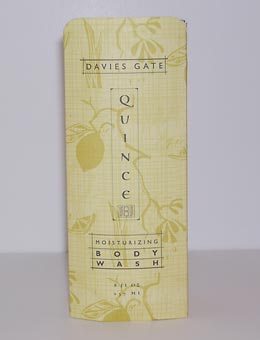 DAVIES GATE
QUINCE
MOISTURIZING
BODY
WASH